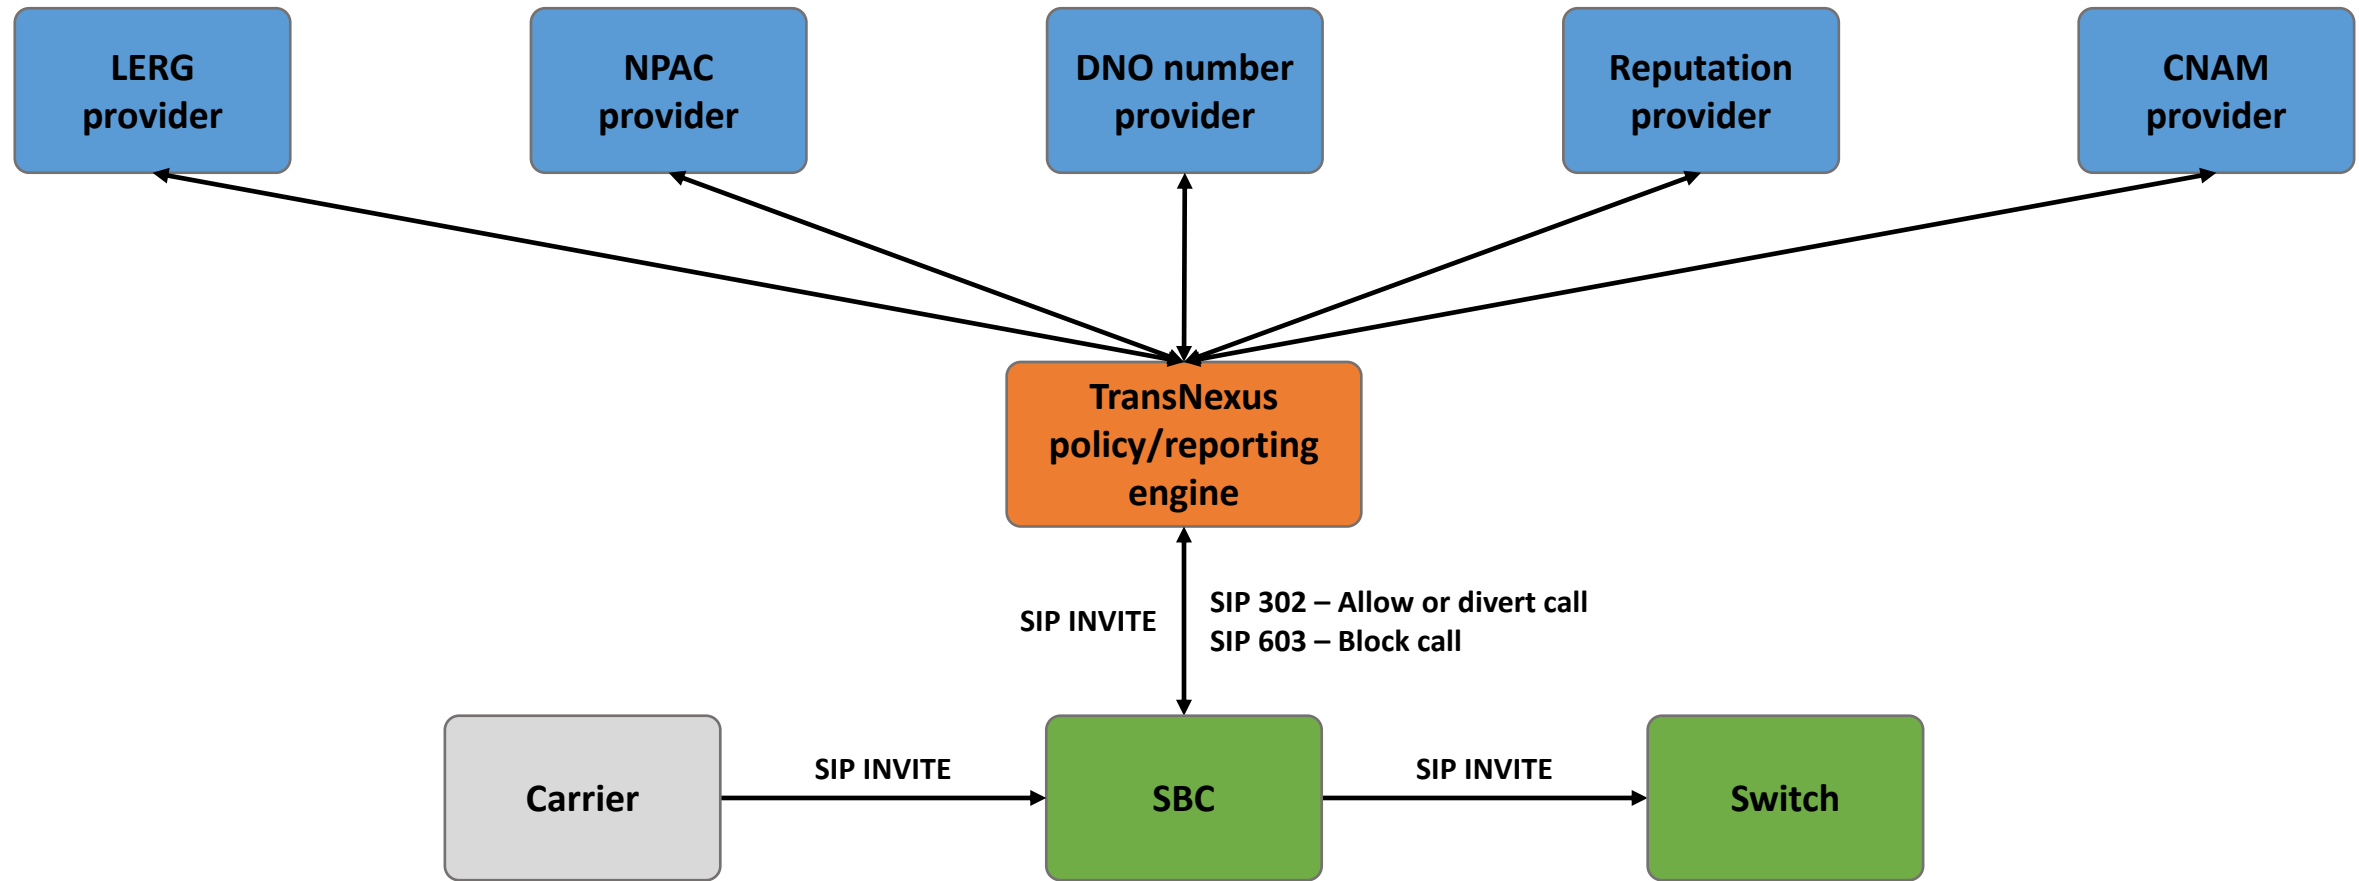 LERG
provider
NPAC
provider
DNO number
provider
Reputation
provider
CNAM
provider
TransNexus
policy/reporting
engine
SIP INVITE
SIP 302 – Allow or divert call
SIP 603 – Block call
Carrier
SIP INVITE
SBC
SIP INVITE
Switch